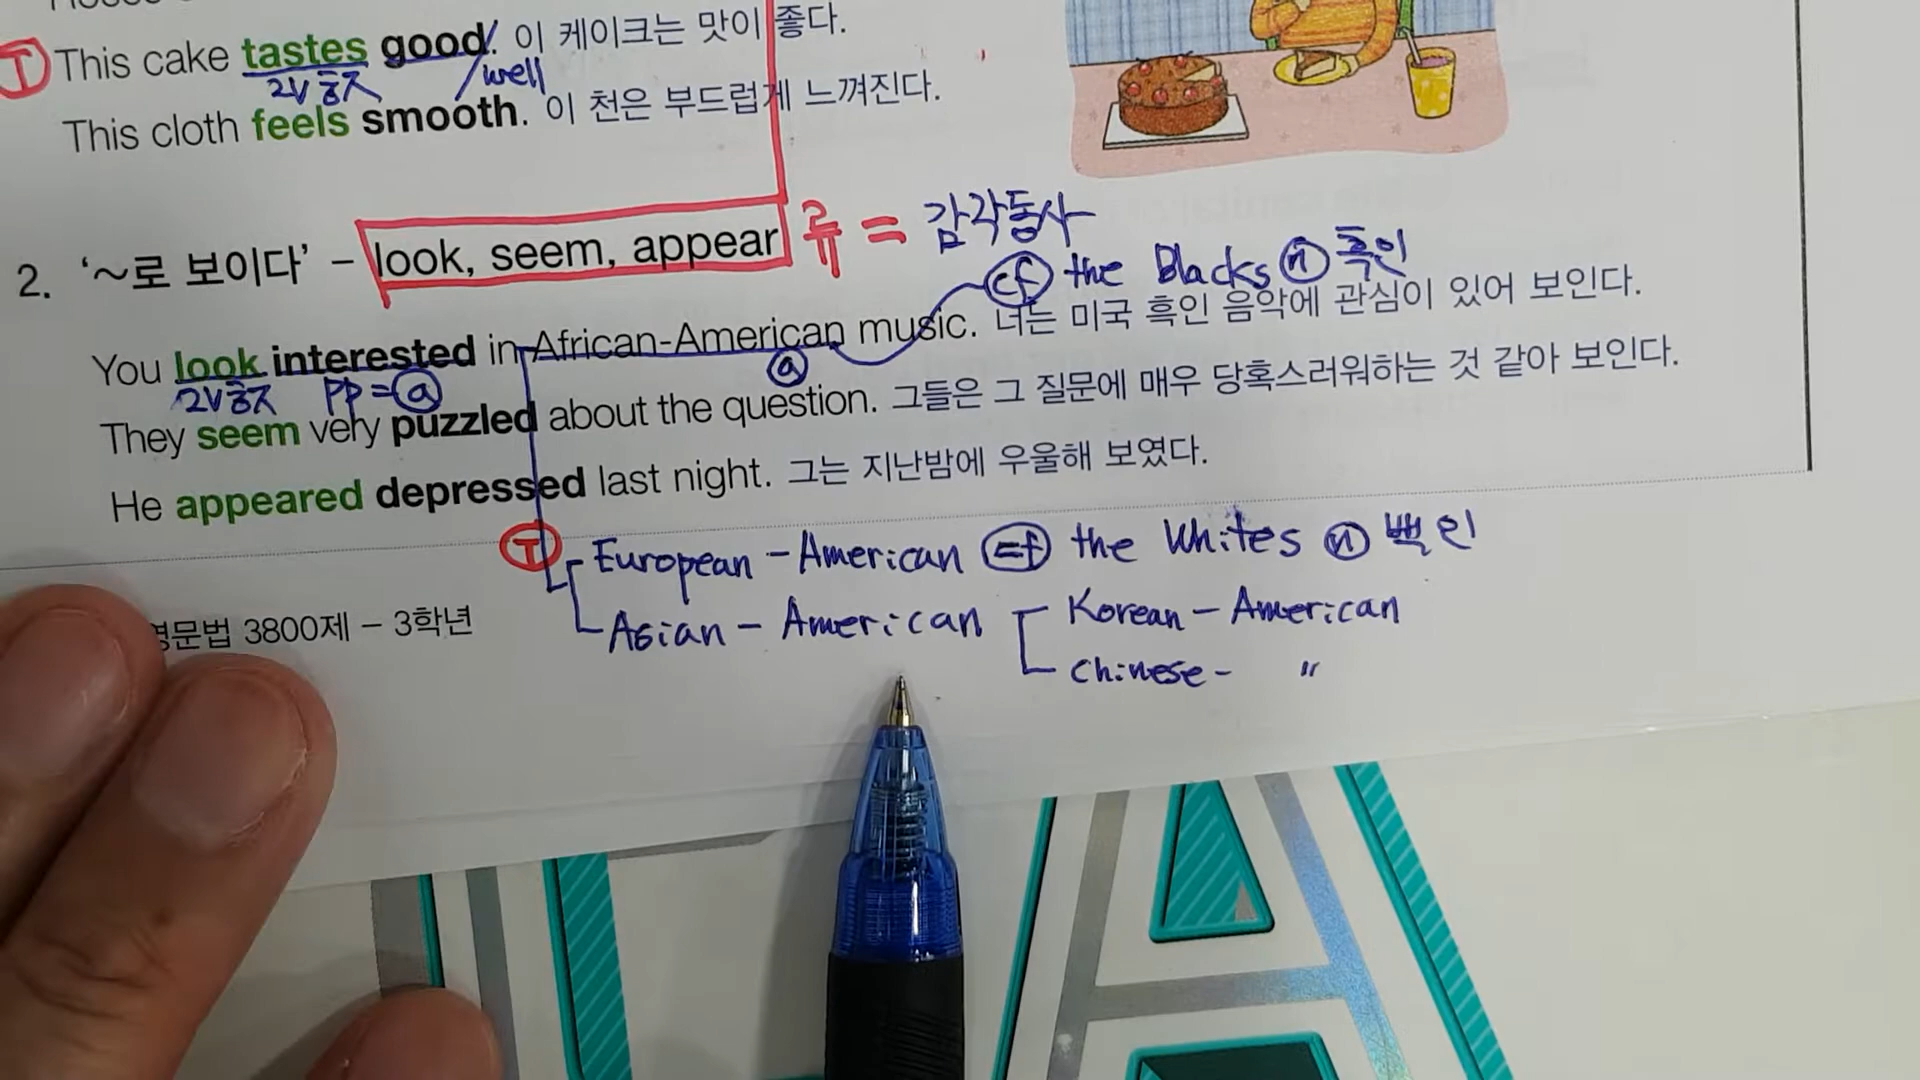 Ⓣ This cake tastes good. /well 이 케이크는 맛이 좋다.
2V 형주
This cloth feels smooth. 이 천은 부드럽게 느껴진다.
2. '~로 보이다' – look, seem, appear 류 = 감각동사
cf the Blacks ⓝ 흑인
You look interested in African-American music. 너는 미국 흑인 음악에 관심이 있어 보인다.
PP = ⓐ ⓐ
They seem very puzzled about the question. 그들은 그 질문에 매우 당혹스러워하는 것 같아 보인다.
He appeared depressed last night. 그는 지난밤에 우울해 보였다.
Ⓣ European - American cf the Whites ⓝ 백인
Asian - American Korean - American
Chinese - "
영문법 3800제 – 3학년